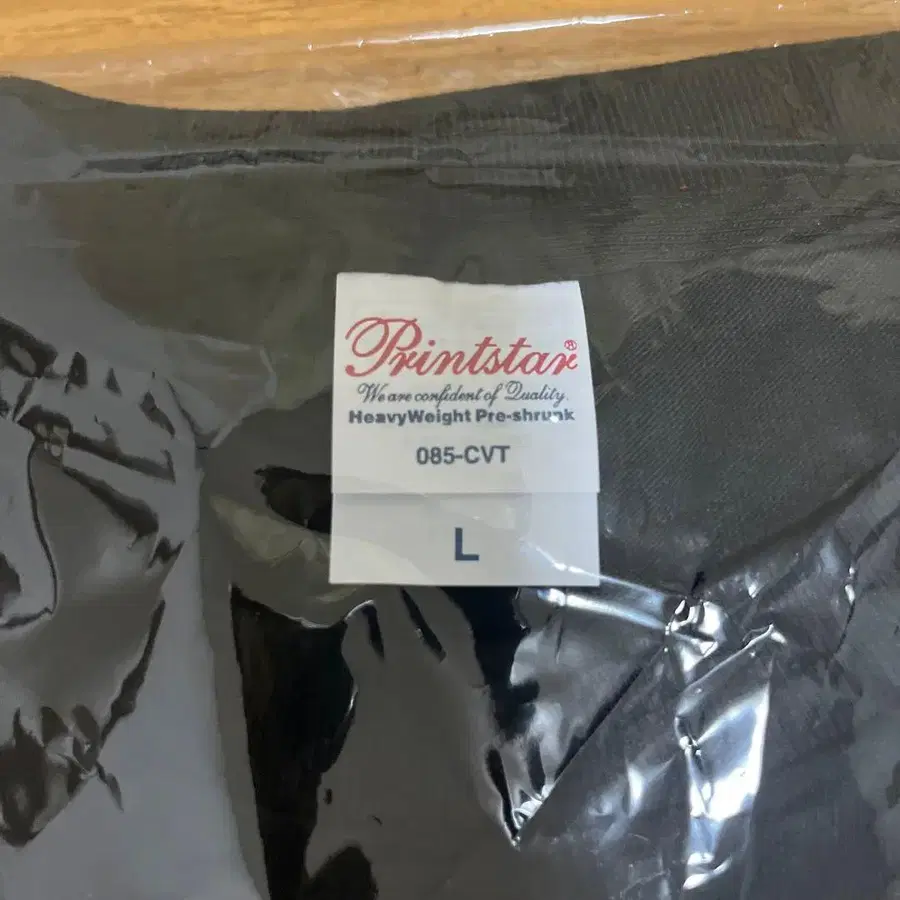 Printstar®
We are confident of Quality.
HeavyWeight Pre-shrunk
085-CVT
L